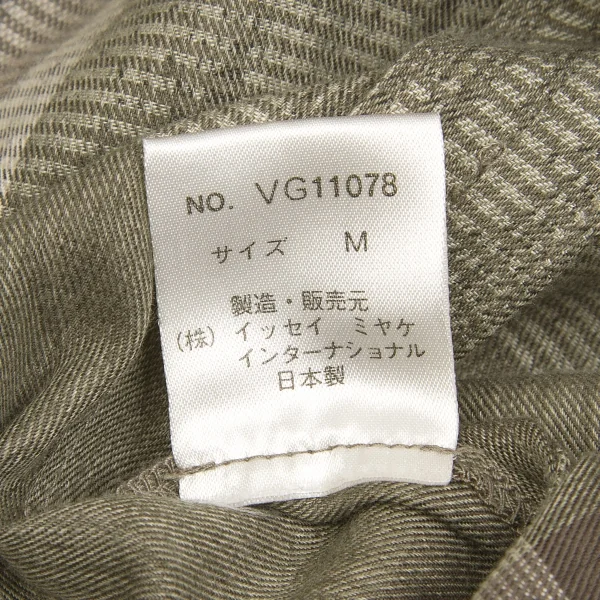 NO. VG11078
サイズ M
製造・販売元
(株) イッセイ ミヤケ
インターナショナル
日本製